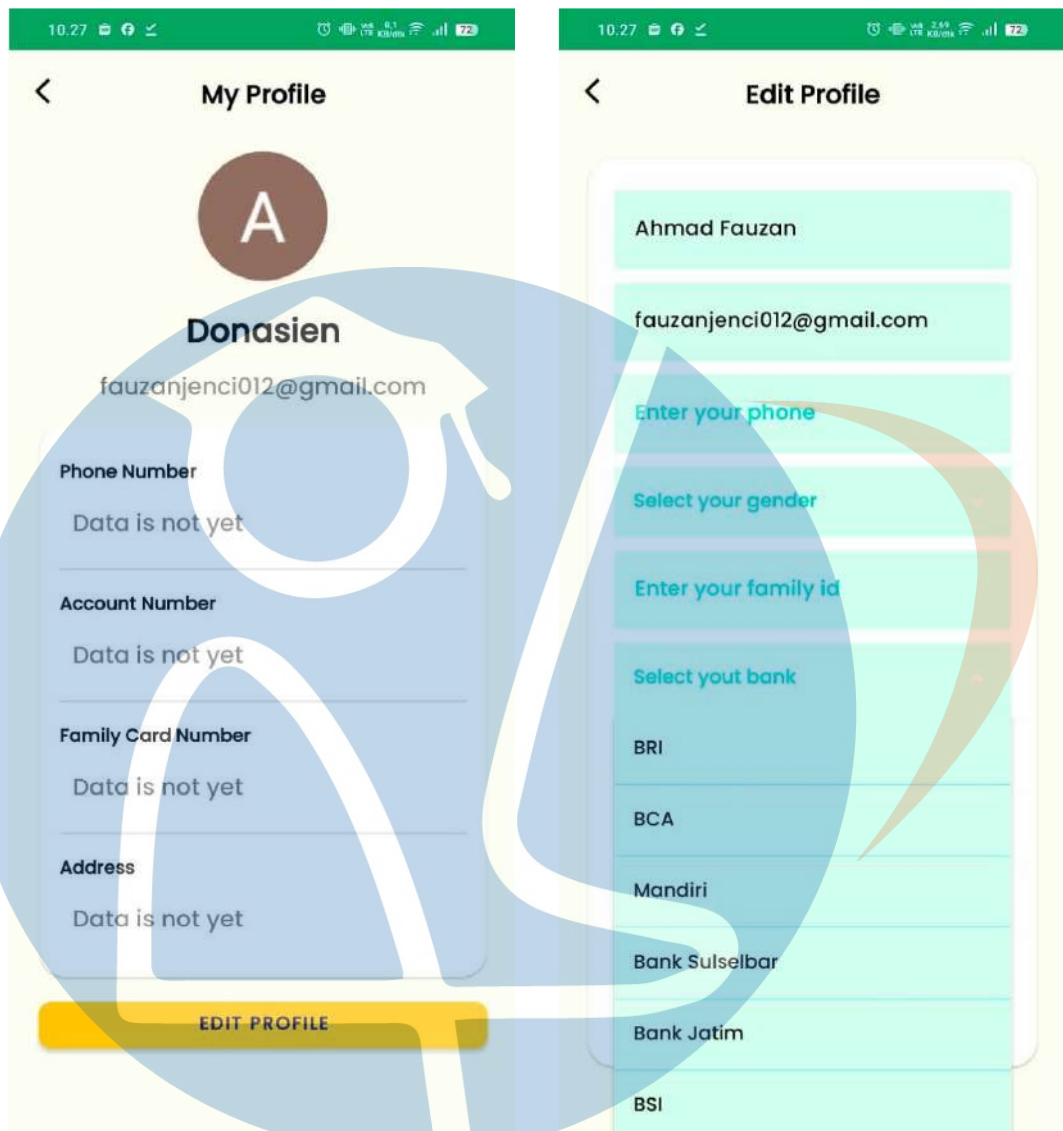 10.27
72
My Profile
A
Donasien
fauzanjenci012@gmail.com
Phone Number
Data is not yet
Account Number
Data is not yet
Family Card Number
Data is not yet
Address
Data is not yet
EDIT PROFILE
10.27
72
Edit Profile
Ahmad Fauzan
fauzanjenci012@gmail.com
Enter your phone
Select your gender
Enter your family id
Select yout bank
BRI
BCA
Mandiri
Bank Sulselbar
Bank Jatim
BSI